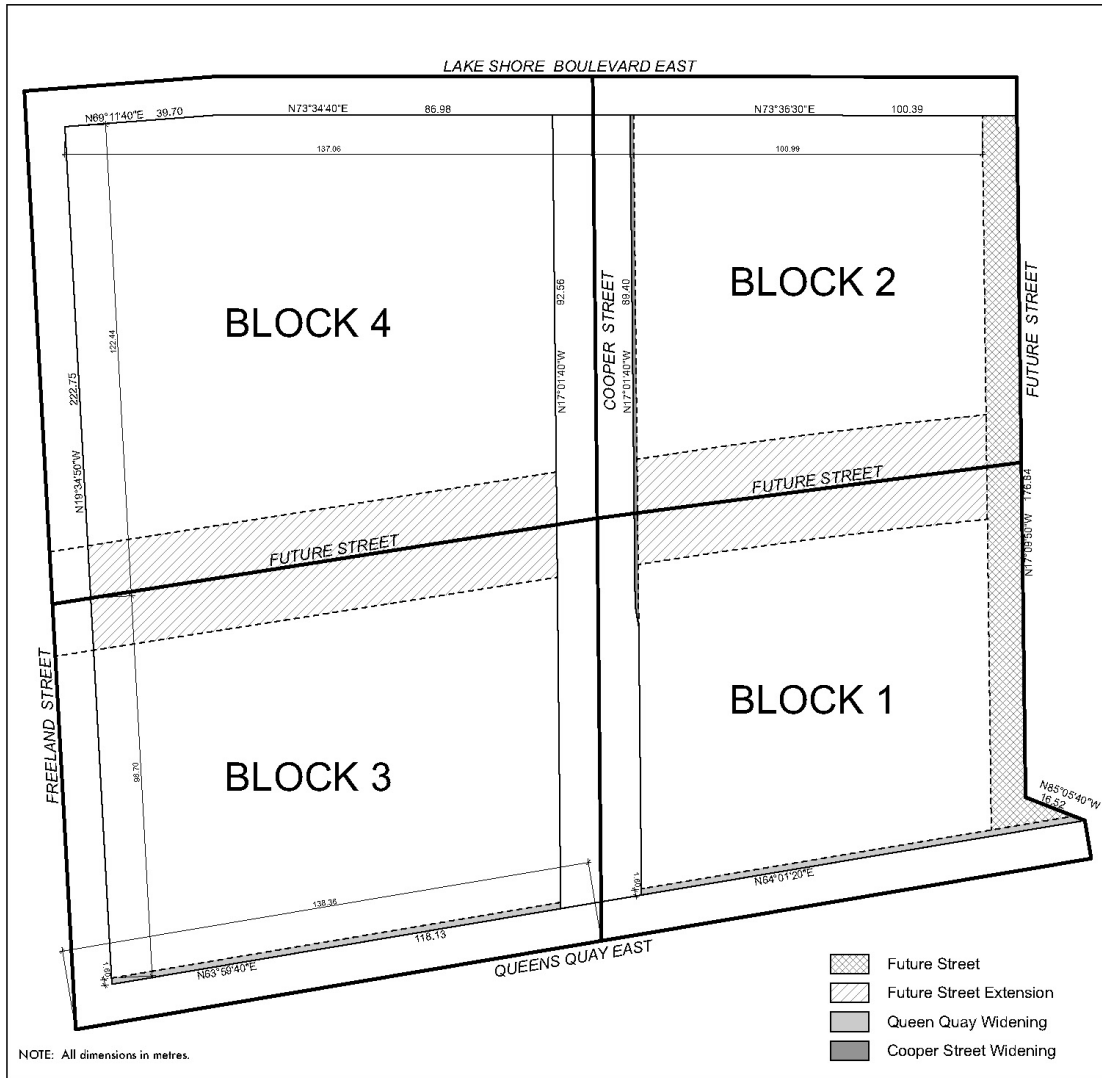 LAKE SHORE BOULEVARD EAST
N69°11'40"E 39.70
N73°34'40"E 86.98
N73°36'30"E 100.39
137.06
100.99
BLOCK 4
BLOCK 2
122.44
222.75
N19°34'50"W
92.56
N17°01'40"W
COOPER STREET
89.40
N17°01'40"W
FUTURE STREET
FUTURE STREET
FUTURE STREET
176.84
N17°09'50"W
FREELAND STREET
BLOCK 3
BLOCK 1
98.70
N85°05'40"W
16.52
138.36
1.60
1.60
N64°01'20"E
118.13
N63°59'40"E
QUEENS QUAY EAST
Future Street
Future Street Extension
Queen Quay Widening
Cooper Street Widening
NOTE: All dimensions in metres.